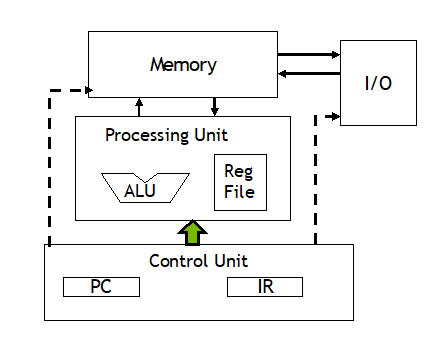 Memory
I/O
Processing Unit
ALU
Reg
File
Control Unit
PC
IR